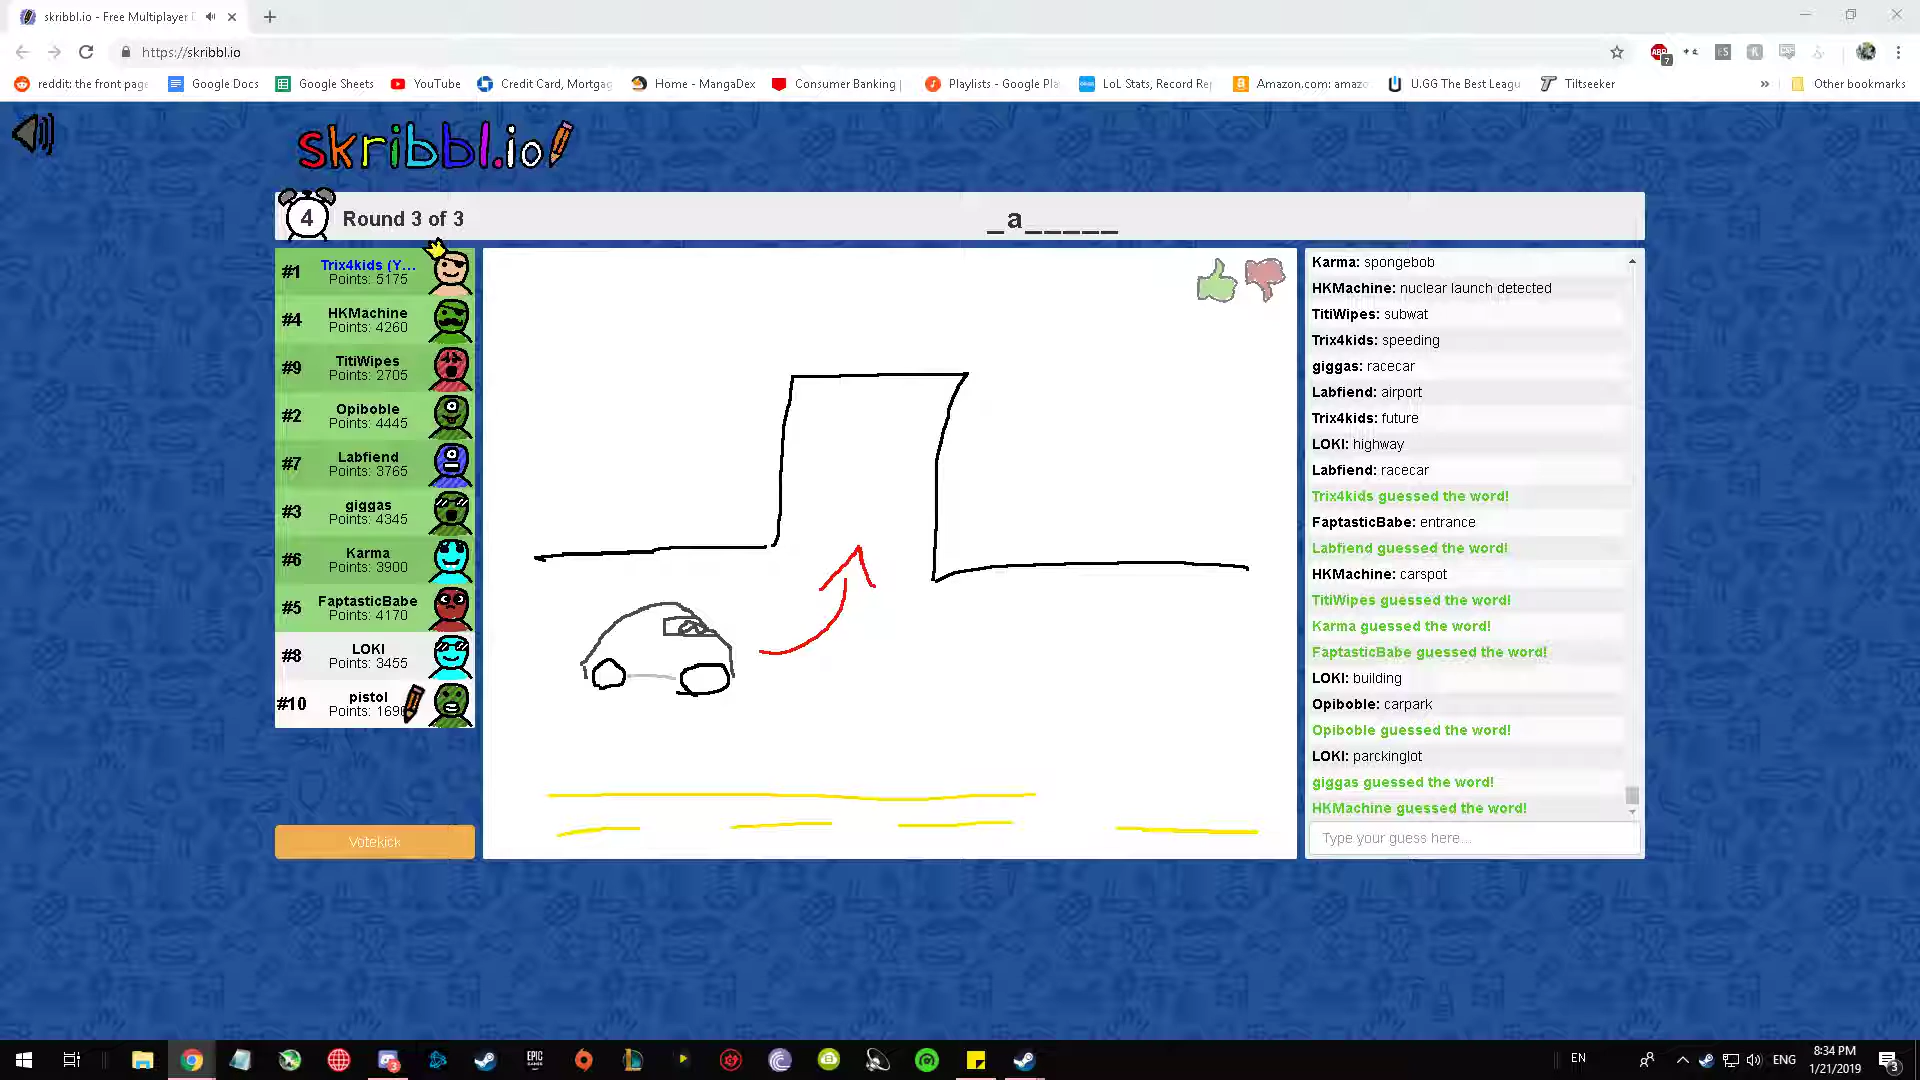 skribbl.io - Free Multiplayer D
https://skribbl.io
7
reddit: the front page
Google Docs
Google Sheets
YouTube
Credit Card, Mortgag
Home - MangaDex
Consumer Banking |
Playlists - Google Pla
LoL Stats, Record Re
Amazon.com: amazo
U.GG The Best Leagu
Tiltseeker
Other bookmarks
skribbl.io
4
Round 3 of 3
_a_____
#1
Trix4kids (Y...
Points: 5175
#4
HKMachine
Points: 4260
#9
TitiWipes
Points: 2705
#2
Opiboble
Points: 4445
#7
Labfiend
Points: 3765
#3
giggas
Points: 4345
#6
Karma
Points: 3900
#5
FaptasticBabe
Points: 4170
#8
LOKI
Points: 3455
#10
pistol
Points: 1690
Votekick
Karma: spongebob
HKMachine: nuclear launch detected
TitiWipes: subwat
Trix4kids: speeding
giggas: racecar
Labfiend: airport
Trix4kids: future
LOKI: highway
Labfiend: racecar
Trix4kids guessed the word!
FaptasticBabe: entrance
Labfiend guessed the word!
HKMachine: carspot
TitiWipes guessed the word!
Karma guessed the word!
FaptasticBabe guessed the word!
LOKI: building
Opiboble: carpark
Opiboble guessed the word!
LOKI: parckinglot
giggas guessed the word!
HKMachine guessed the word!
Type your guess here...
EPIC GAMES
EN
ENG
8:34 PM
1/21/2019
3